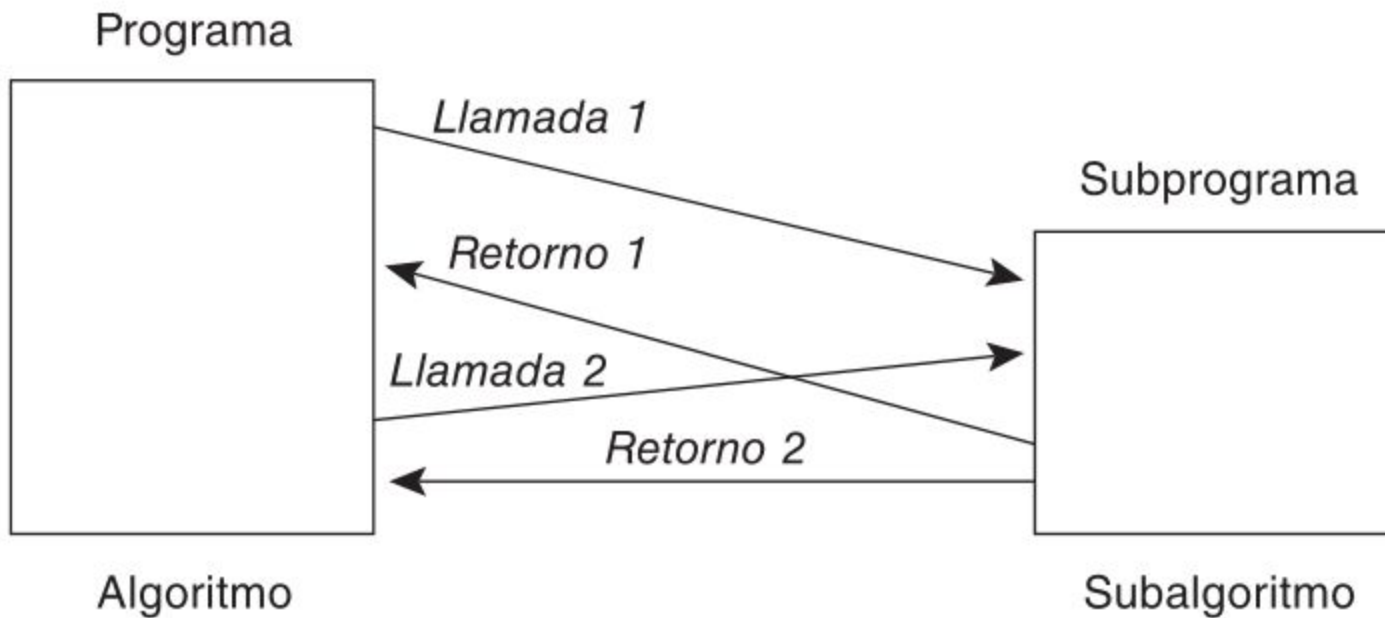 Programa
Llamada 1
Subprograma
Retorno 1
Llamada 2
Retorno 2
Algoritmo
Subalgoritmo